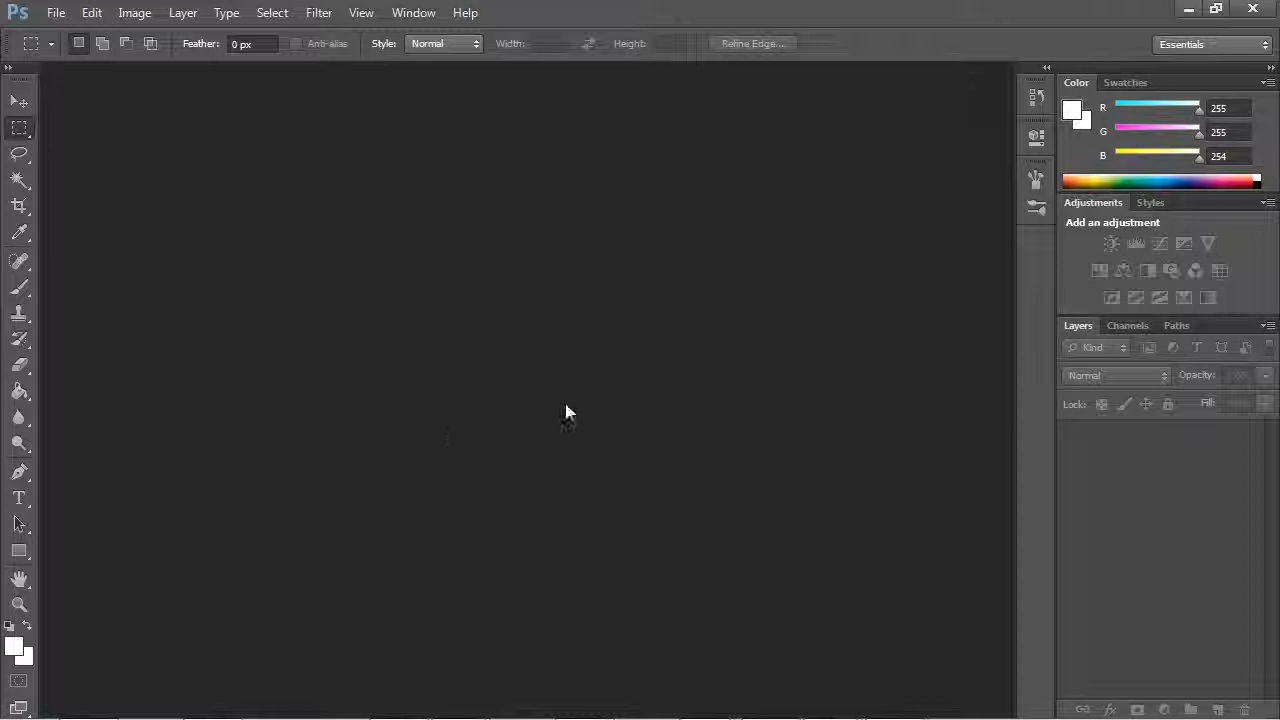 Ps File Edit Image Layer Type Select Filter View Window Help
Feather: 0 px Anti-alias Style: Normal Width: Height: Refine Edge... Essentials
Color Swatches
R 255
G 255
B 254
Adjustments Styles
Add an adjustment
Layers Channels Paths
Kind T
Normal Opacity:
Lock: Fill:
T
fx